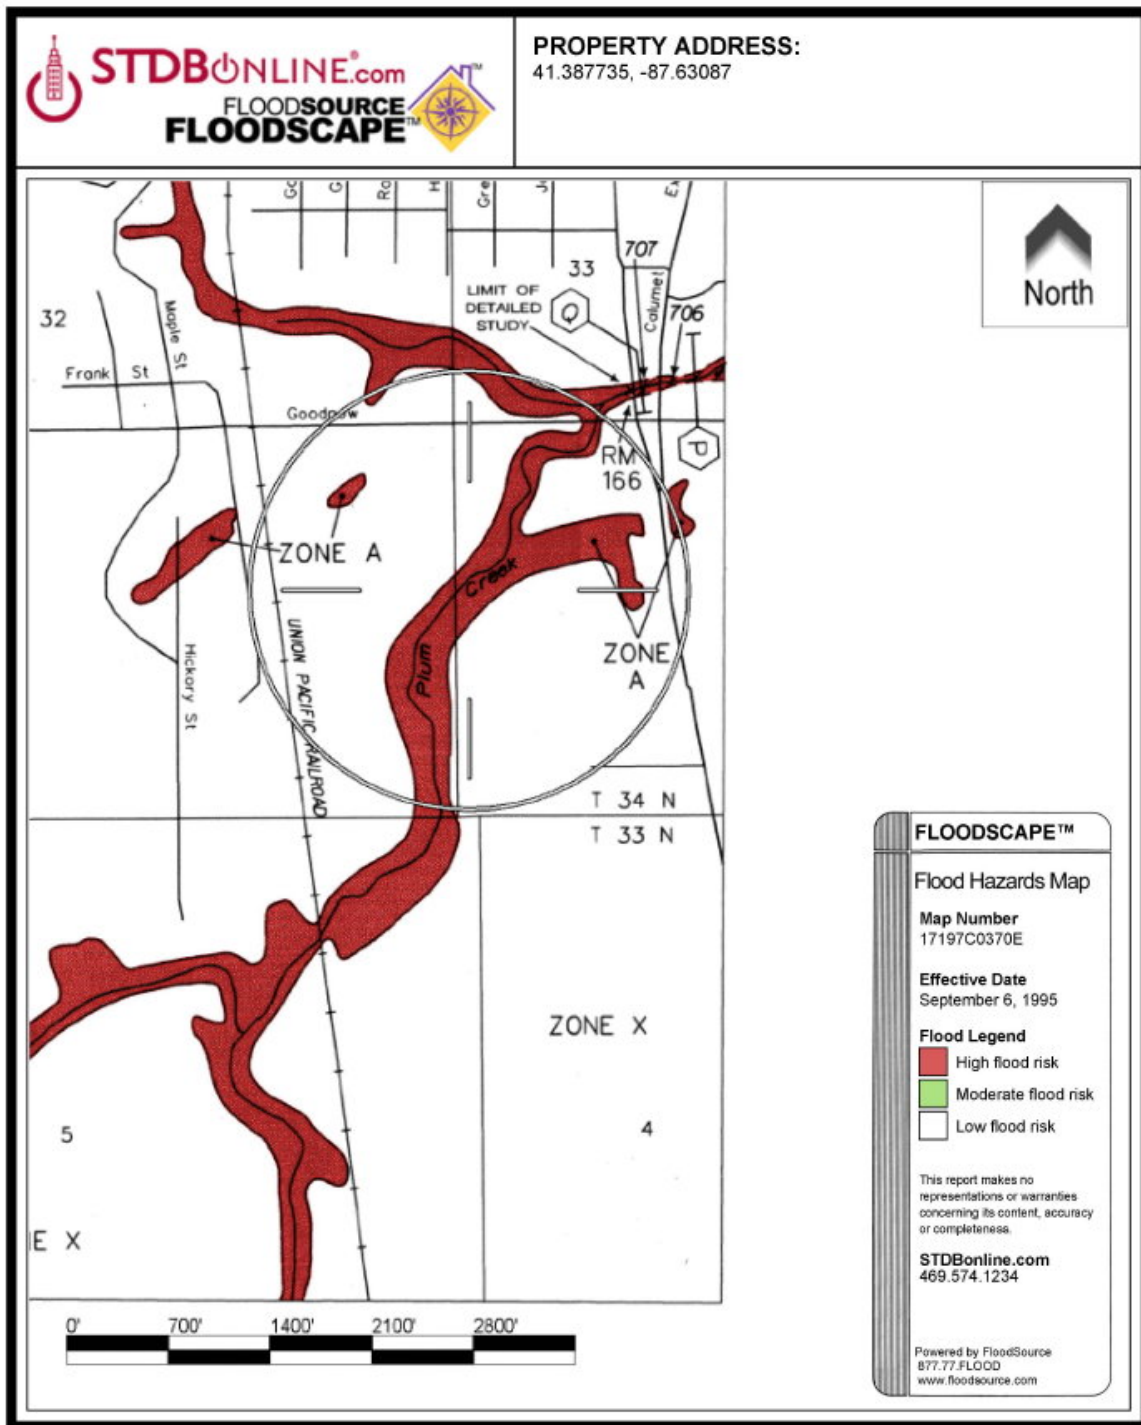 STDBONLINE®.com
FLOODSOURCE
FLOODSCAPE™
PROPERTY ADDRESS:
41.387735, -87.63087
North
Ro
H
Gre
Ex
707
33
LIMIT OF
DETAILED
STUDY
Q
Calumet
706
32
Maple St
Frank St
RM
166
P
ZONE A
Creek
Plum
ZONE
A
Hickory St
UNION PACIFIC RAILROAD
T 34 N
T 33 N
ZONE X
5
4
E X
0' 700' 1400' 2100' 2800'
FLOODSCAPE™
Flood Hazards Map
Map Number
17197C0370E
Effective Date
September 6, 1995
Flood Legend
High flood risk
Moderate flood risk
Low flood risk
This report makes no
representations or warranties
concerning its content, accuracy
or completeness.
STDBonline.com
469.574.1234
Powered by FloodSource
877.77.FLOOD
www.floodsource.com